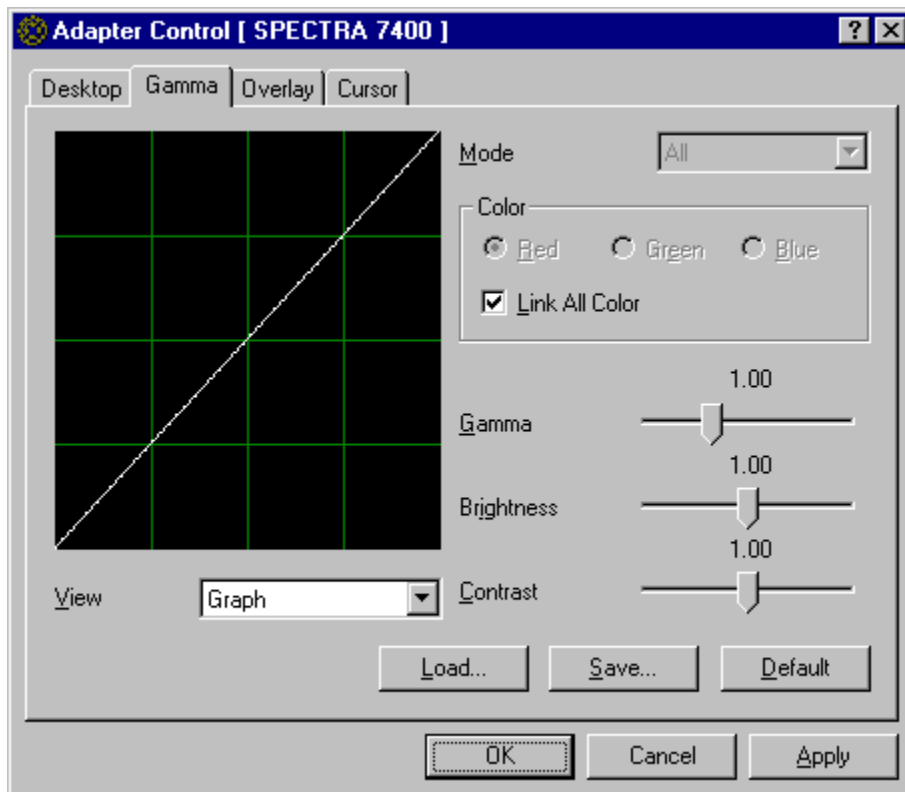 Adapter Control [ SPECTRA 7400 ]
Desktop Gamma Overlay Cursor
Mode All
Color
Red Green Blue
Link All Color
1.00
Gamma
1.00
Brightness
1.00
Contrast
View Graph
Load... Save... Default
OK Cancel Apply